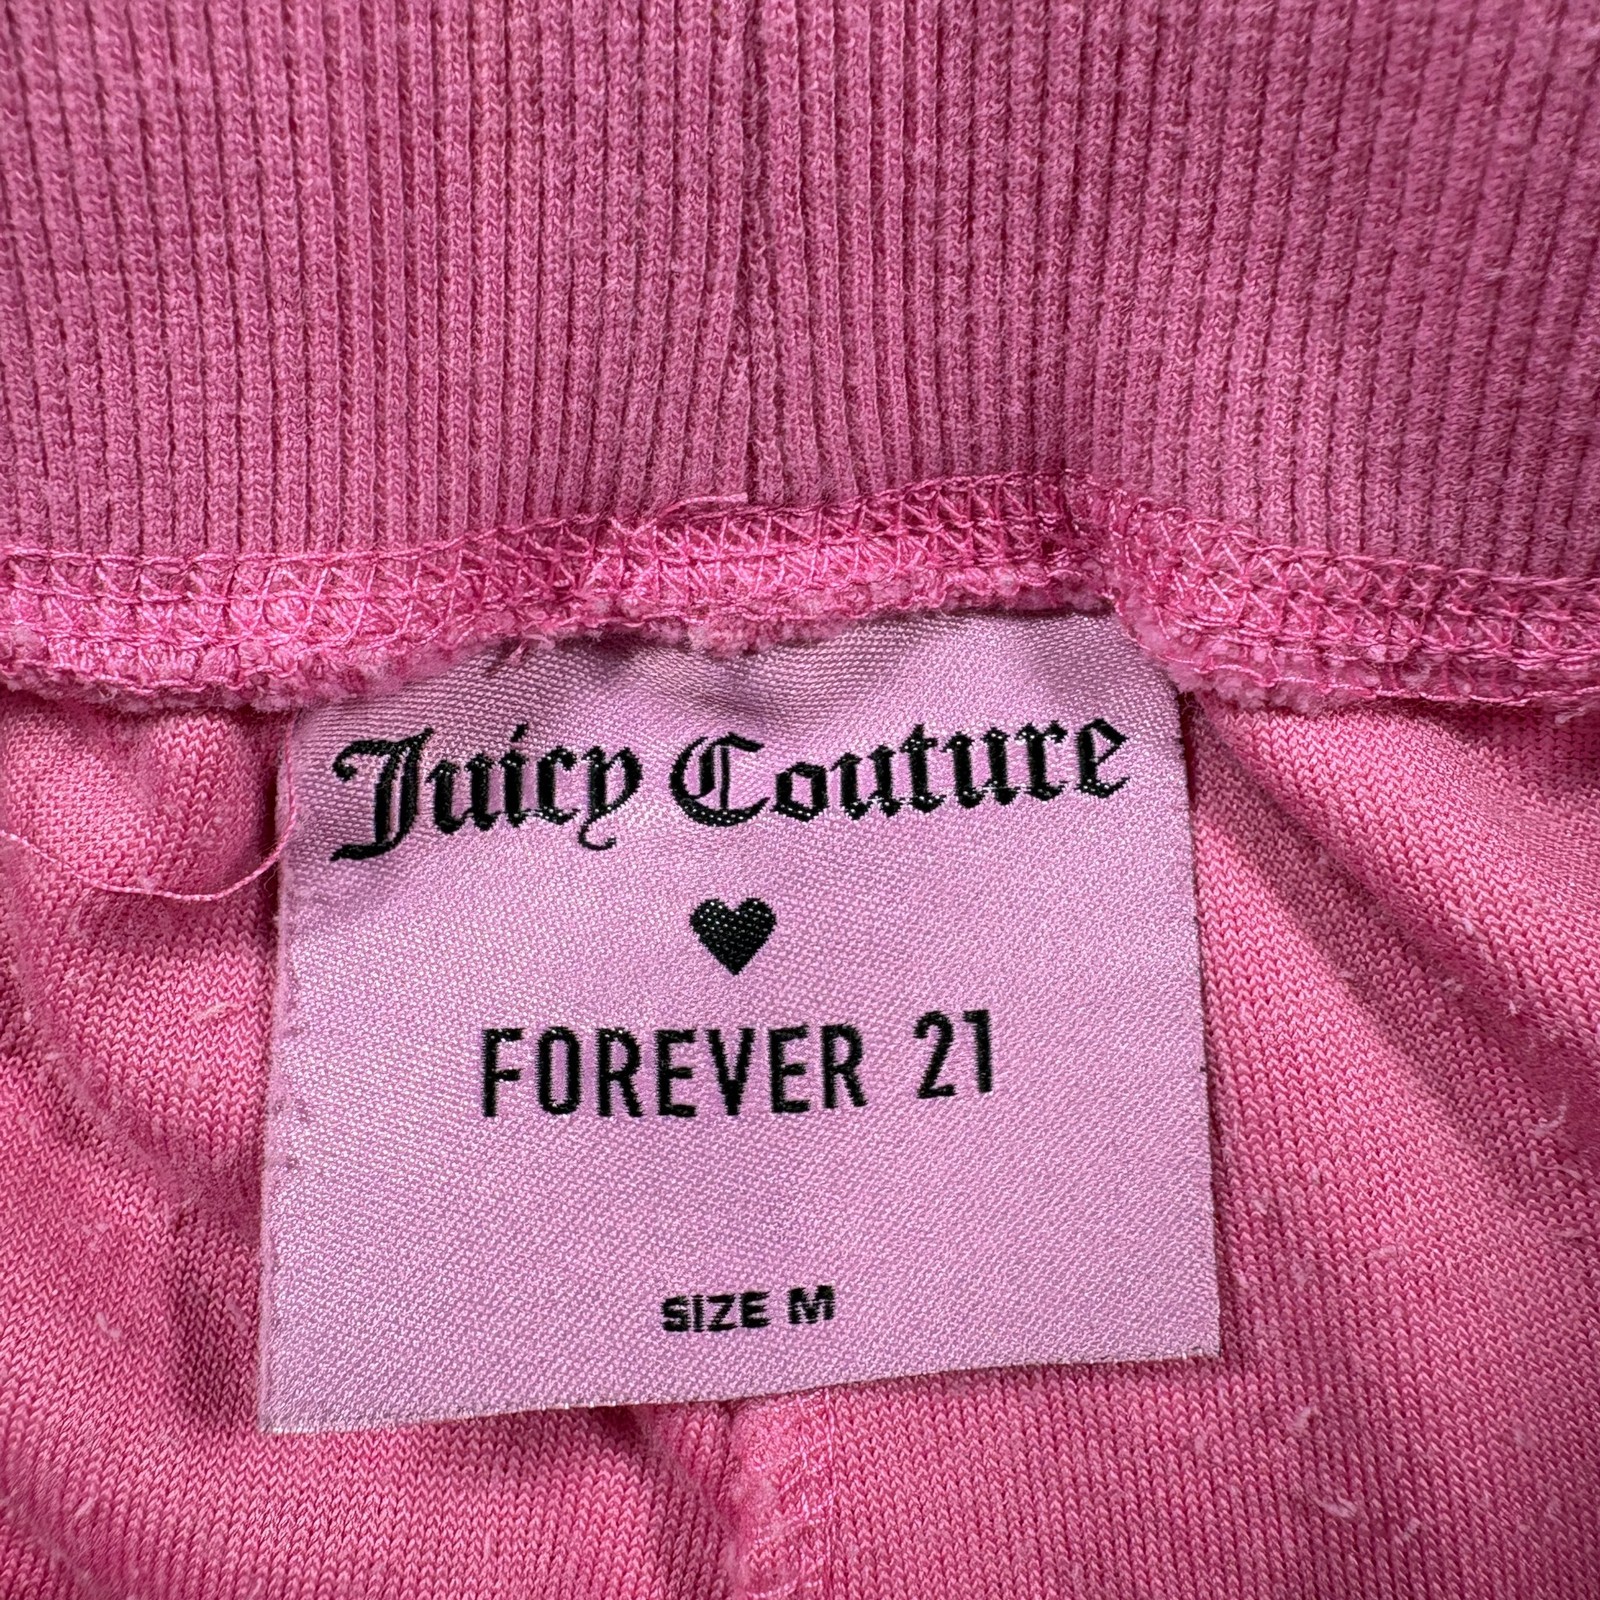 Juicy Couture
♥
FOREVER 21
SIZE M